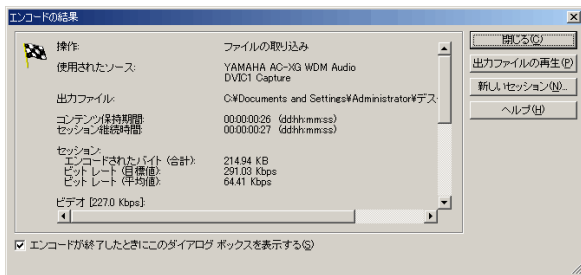 エンコードの結果
操作: ファイルの取り込み
使用されたソース: YAMAHA AC-XG WDM Audio
DVIC1 Capture
出力ファイル: C:¥Documents and Settings¥Administrator¥デス
コンテンツ保持期間: 00:00:00:26 (dd:hh:mm:ss)
セッション継続時間: 00:00:00:27 (dd:hh:mm:ss)
セッション:
エンコードされたバイト (合計): 214.94 KB
ビット レート (目標値): 291.03 Kbps
ビット レート (平均値): 64.41 Kbps
ビデオ [227.0 Kbps]:
エンコードが終了したときにこのダイアログ ボックスを表示する(S)
閉じる(C)
出力ファイルの再生(P)
新しいセッション(N)...
ヘルプ(H)